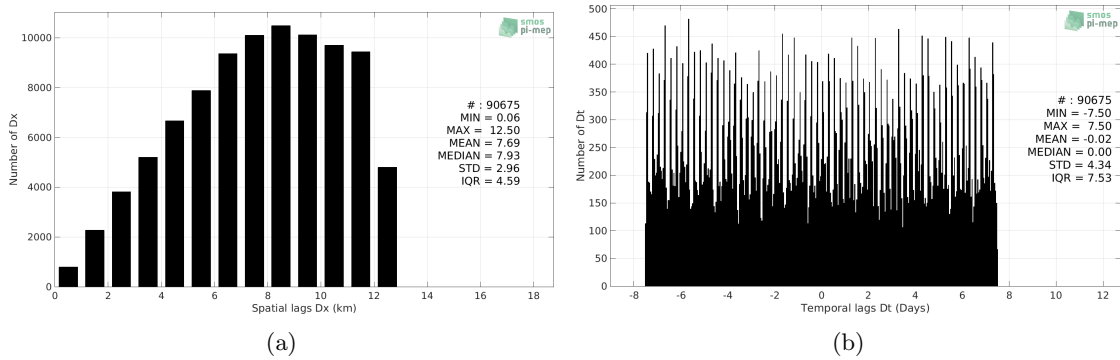 10000
8000
6000
4000
2000
0
Number of Dx
0 2 4 6 8 10 12 14 16 18
Spatial lags Dx (km)
smos
pi-mep
# : 90675
MIN = 0.06
MAX = 12.50
MEAN = 7.69
MEDIAN = 7.93
STD = 2.96
IQR = 4.59
(a)
500
450
400
350
300
250
200
150
100
50
0
Number of Dt
-8 -6 -4 -2 0 2 4 6 8 10 12
Temporal lags Dt (Days)
smos
pi-mep
# : 90675
MIN = -7.50
MAX = 7.50
MEAN = -0.02
MEDIAN = 0.00
STD = 4.34
IQR = 7.53
(b)